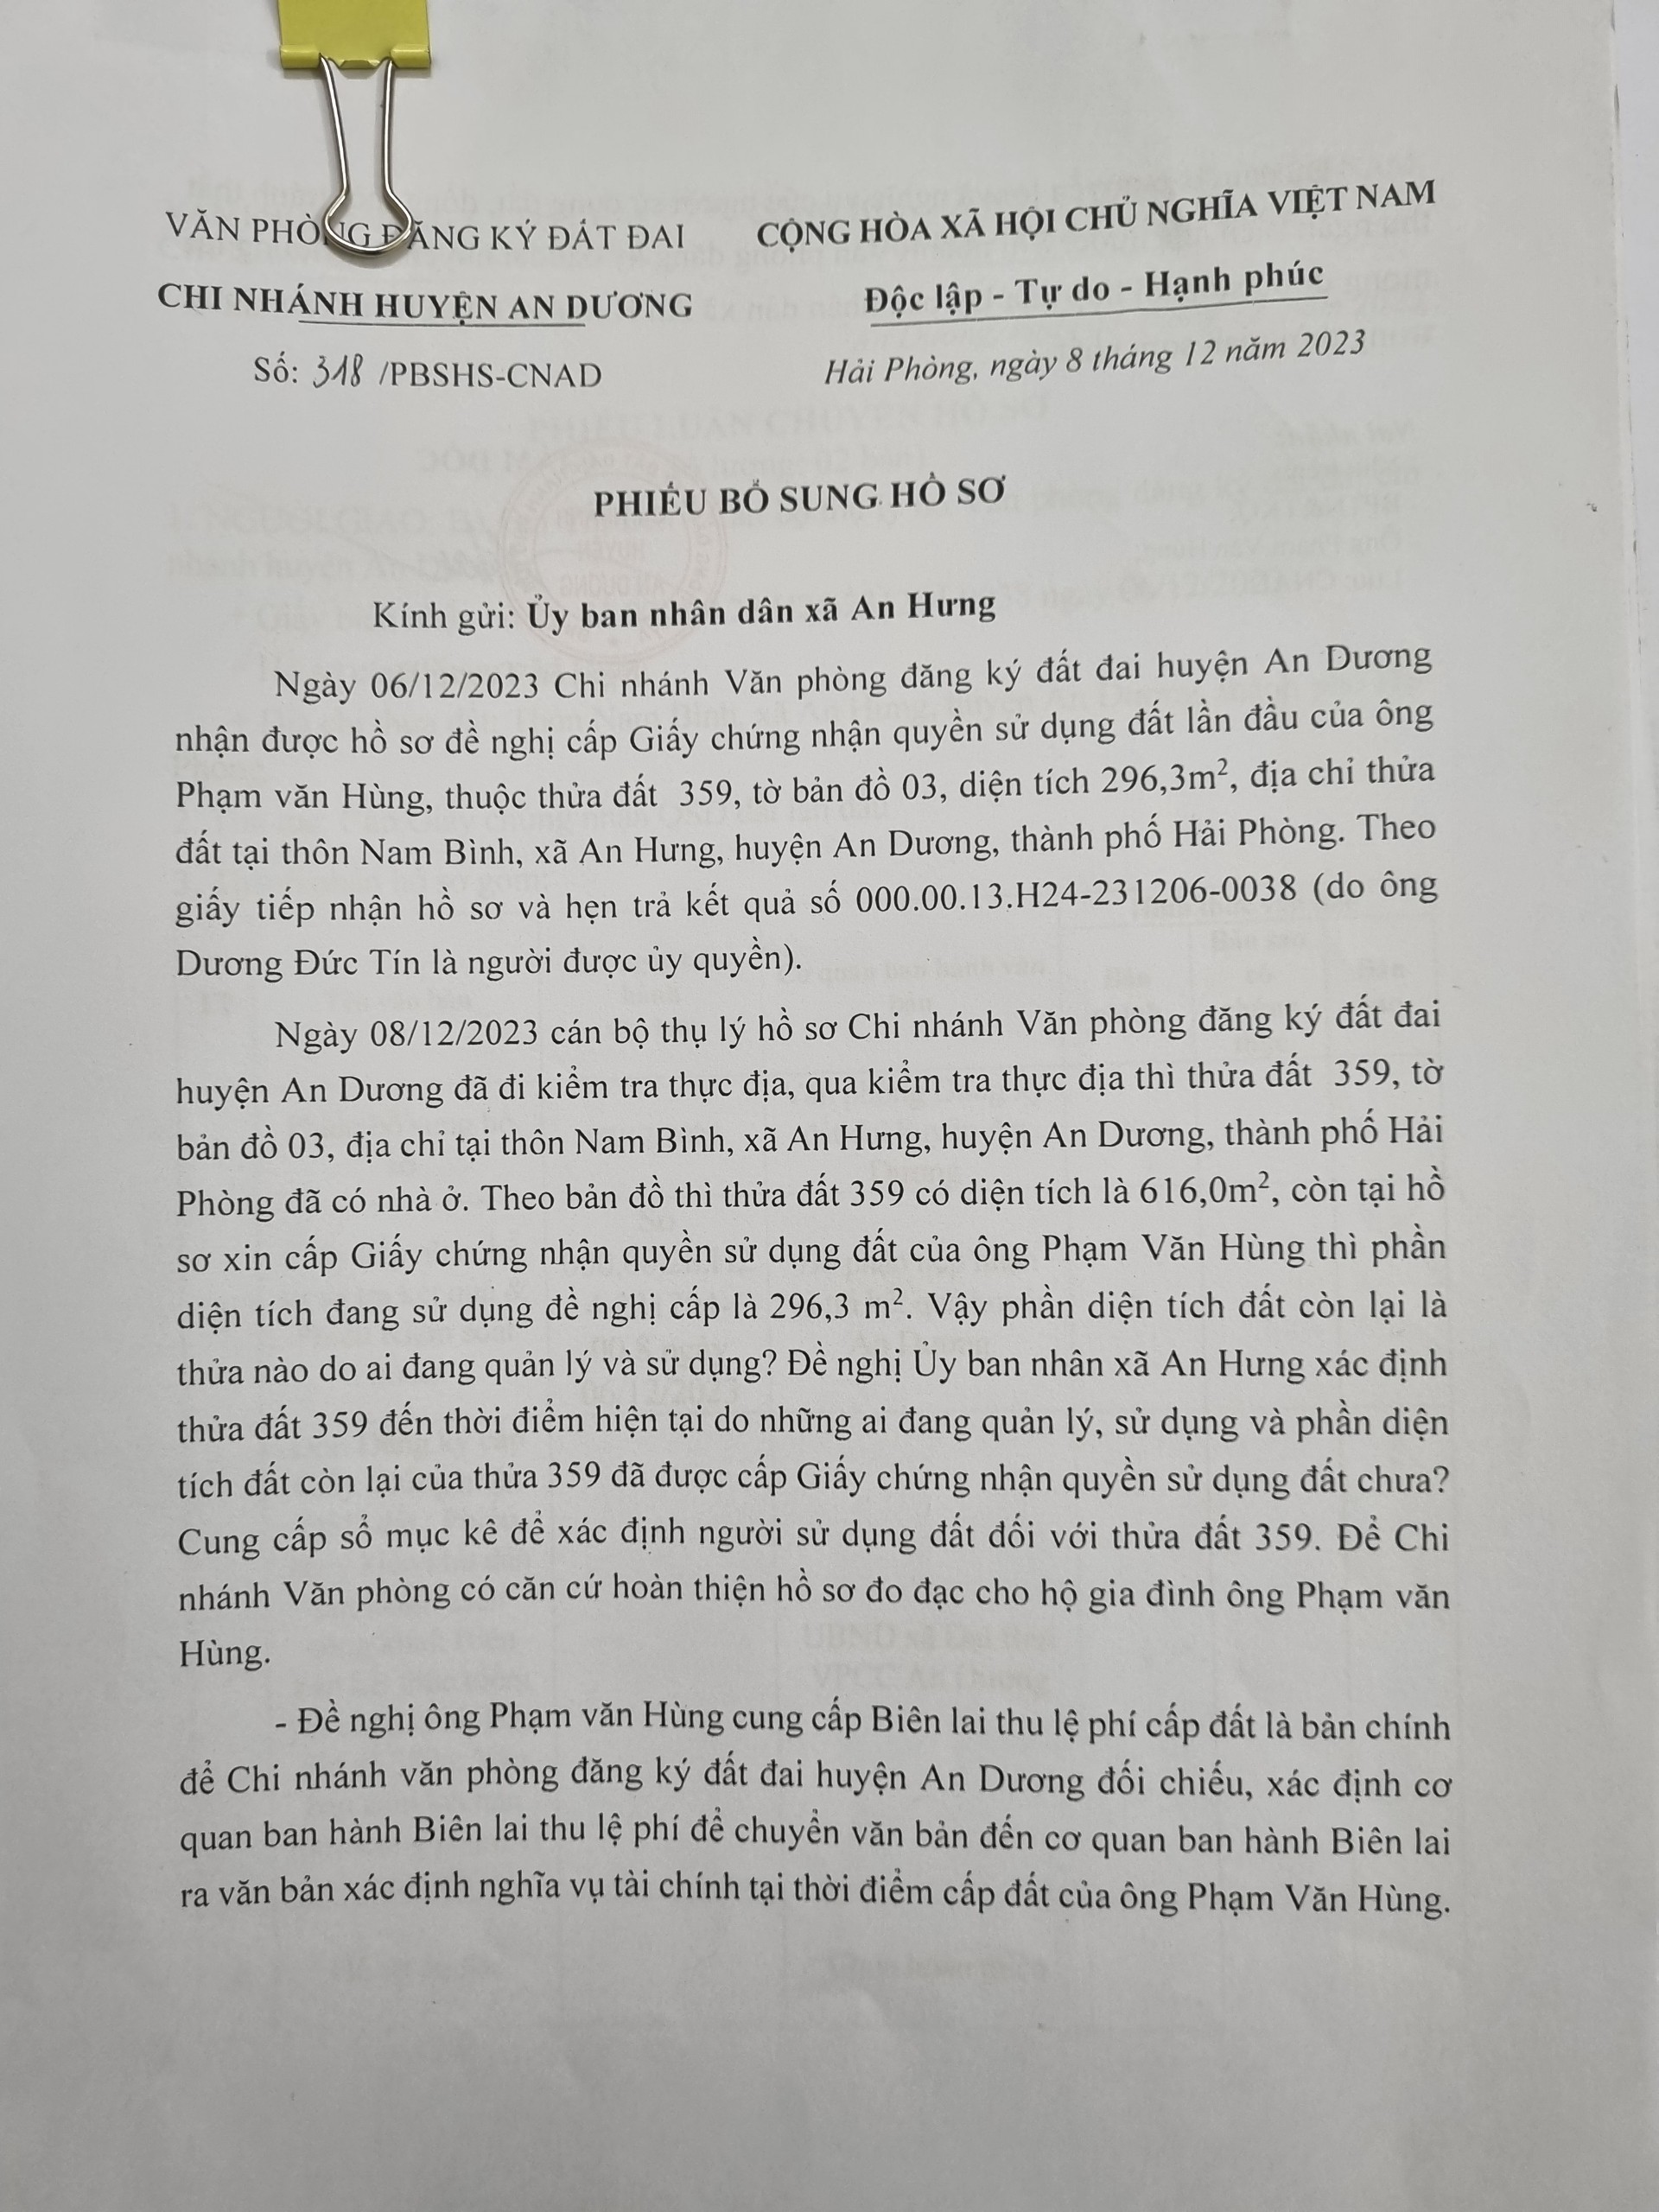 VĂN PHÒNG ĐĂNG KÝ ĐẤT ĐAI
CHI NHÁNH HUYỆN AN DƯƠNG
Số: 318 /PBSHS-CNAD
CỘNG HÒA XÃ HỘI CHỦ NGHĨA VIỆT NAM
Độc lập - Tự do - Hạnh phúc
Hải Phòng, ngày 8 tháng 12 năm 2023
PHIẾU BỔ SUNG HỒ SƠ
Kính gửi: Ủy ban nhân dân xã An Hưng
Ngày 06/12/2023 Chi nhánh Văn phòng đăng ký đất đai huyện An Dương
nhận được hồ sơ đề nghị cấp Giấy chứng nhận quyền sử dụng đất lần đầu của ông
Phạm văn Hùng, thuộc thửa đất 359, tờ bản đồ 03, diện tích 296,3m², địa chỉ thửa
đất tại thôn Nam Bình, xã An Hưng, huyện An Dương, thành phố Hải Phòng. Theo
giấy tiếp nhận hồ sơ và hẹn trả kết quả số 000.00.13.H24-231206-0038 (do ông
Dương Đức Tín là người được ủy quyền).
Ngày 08/12/2023 cán bộ thụ lý hồ sơ Chi nhánh Văn phòng đăng ký đất đai
huyện An Dương đã đi kiểm tra thực địa, qua kiểm tra thực địa thì thửa đất 359, tờ
bản đồ 03, địa chỉ tại thôn Nam Bình, xã An Hưng, huyện An Dương, thành phố Hải
Phòng đã có nhà ở. Theo bản đồ thì thửa đất 359 có diện tích là 616,0m², còn tại hồ
sơ xin cấp Giấy chứng nhận quyền sử dụng đất của ông Phạm Văn Hùng thì phần
diện tích đang sử dụng đề nghị cấp là 296,3 m². Vậy phần diện tích đất còn lại là
thửa nào do ai đang quản lý và sử dụng? Đề nghị Ủy ban nhân xã An Hưng xác định
thửa đất 359 đến thời điểm hiện tại do những ai đang quản lý, sử dụng và phần diện
tích đất còn lại của thửa 359 đã được cấp Giấy chứng nhận quyền sử dụng đất chưa?
Cung cấp sổ mục kê để xác định người sử dụng đất đối với thửa đất 359. Để Chi
nhánh Văn phòng có căn cứ hoàn thiện hồ sơ đo đạc cho hộ gia đình ông Phạm văn
Hùng.
- Đề nghị ông Phạm văn Hùng cung cấp Biên lai thu lệ phí cấp đất là bản chính
để Chi nhánh văn phòng đăng ký đất đai huyện An Dương đối chiếu, xác định cơ
quan ban hành Biên lai thu lệ phí để chuyển văn bản đến cơ quan ban hành Biên lai
ra văn bản xác định nghĩa vụ tài chính tại thời điểm cấp đất của ông Phạm Văn Hùng.